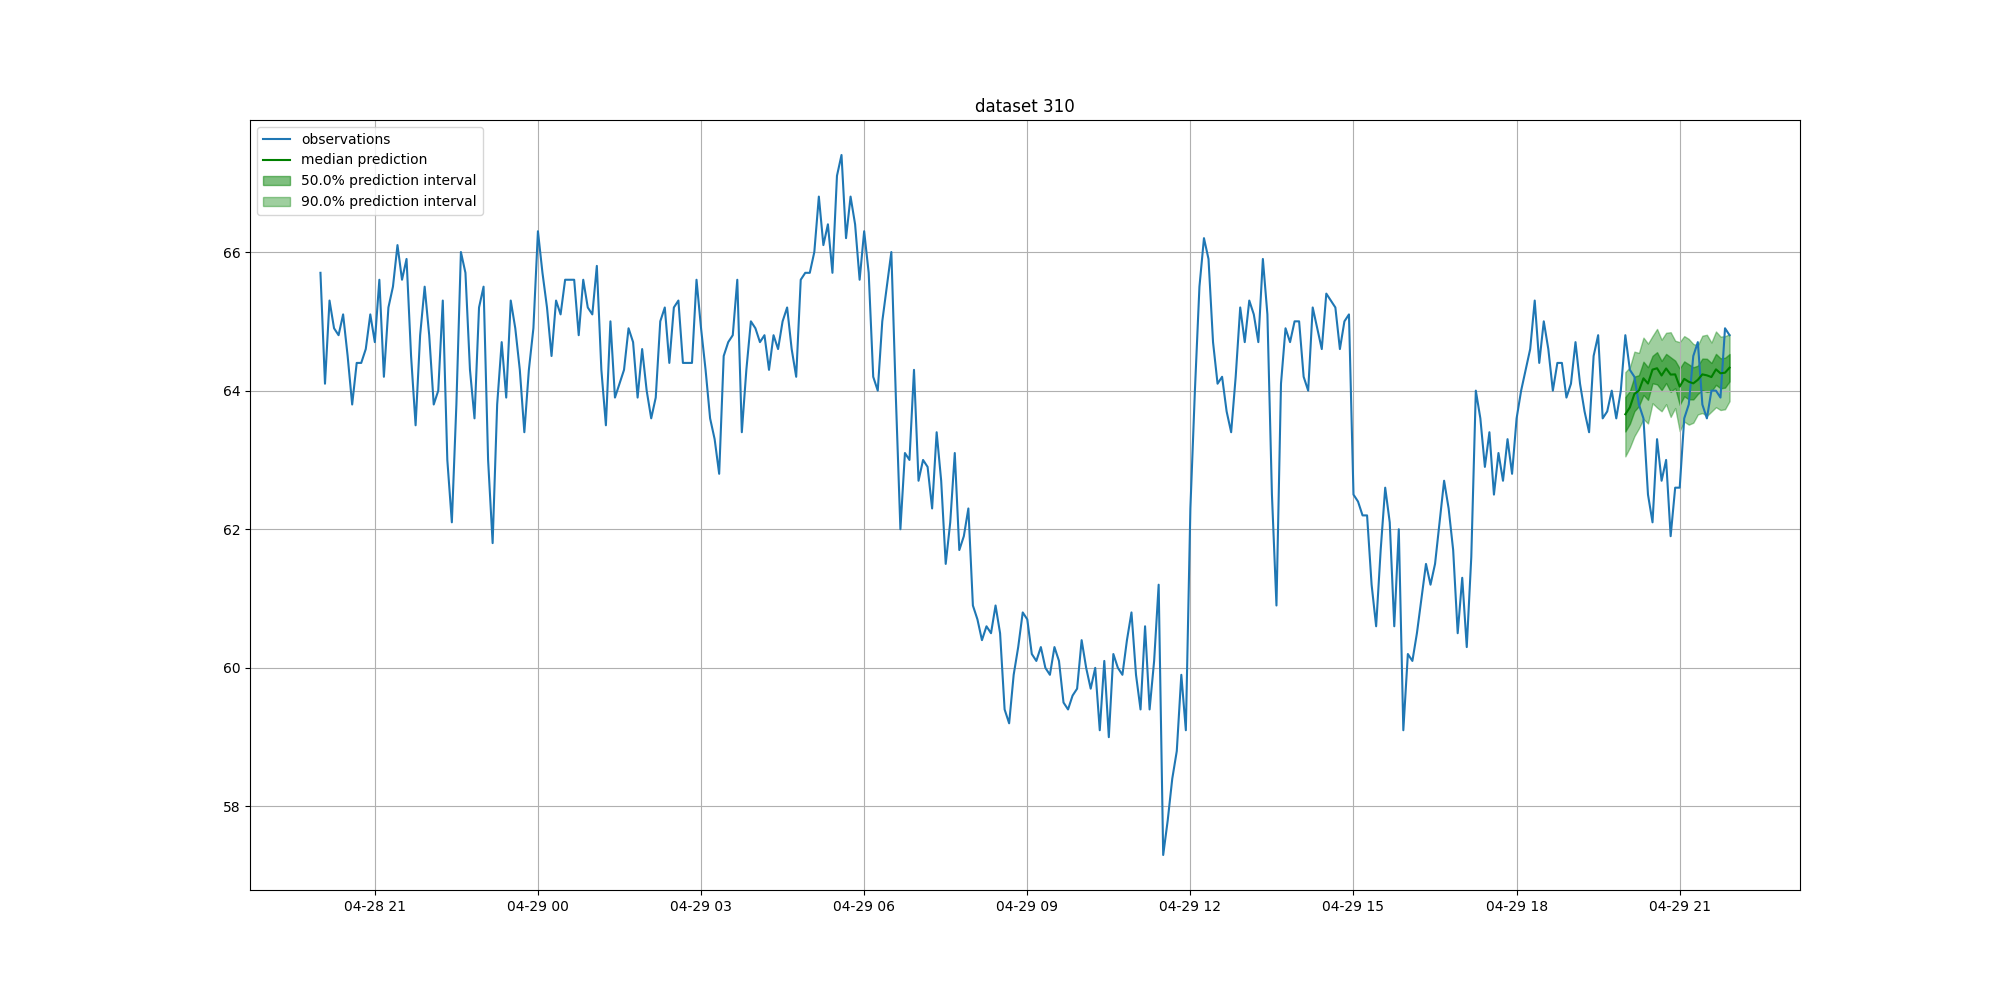 dataset 310
observations
median prediction
50.0% prediction interval
90.0% prediction interval
66
64
62
60
58
04-28 21
04-29 00
04-29 03
04-29 06
04-29 09
04-29 12
04-29 15
04-29 18
04-29 21